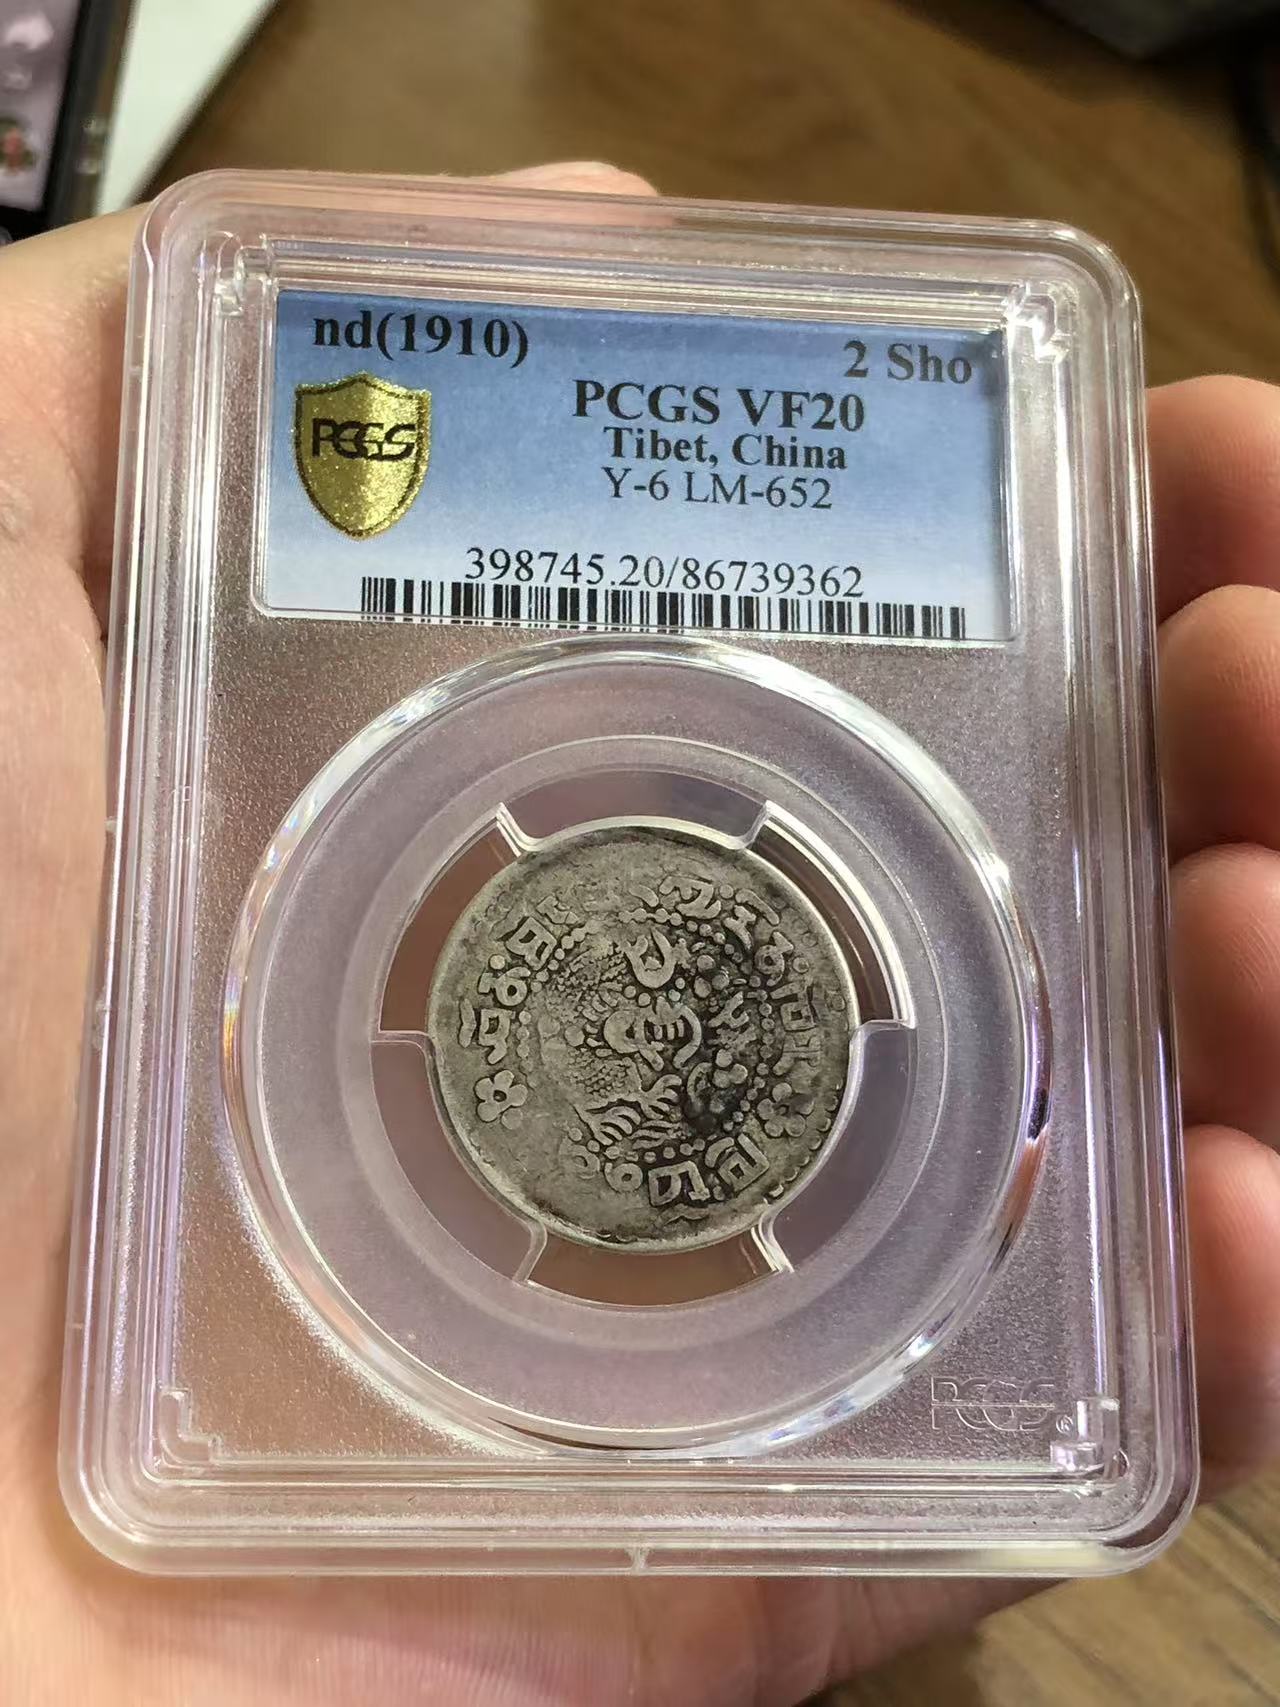 nd(1910) 2 Sho
PCGS VF20
PCGS
Tibet, China
Y-6 LM-652
398745.20/86739362
PCGS®